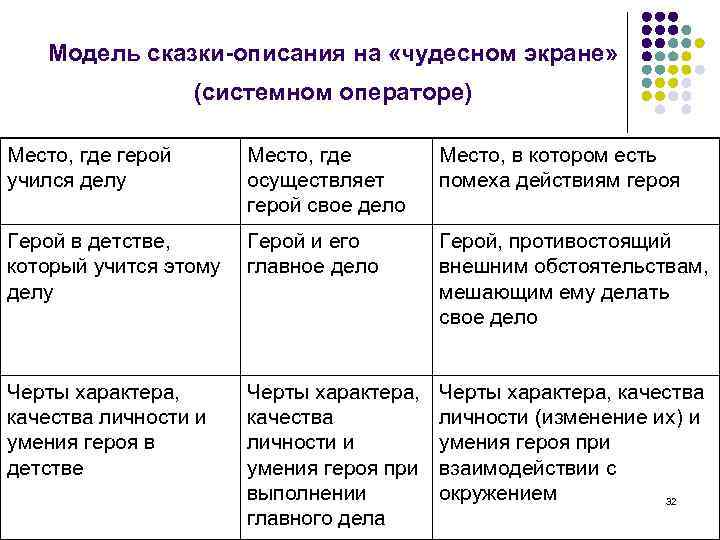 Модель сказки-описания на «чудесном экране»
(системном операторе)
Место, где герой
учился делу
Место, где
осуществляет
герой свое дело
Место, в котором есть
помеха действиям героя
Герой в детстве,
который учится этому
делу
Герой и его
главное дело
Герой, противостоящий
внешним обстоятельствам,
мешающим ему делать
свое дело
Черты характера,
качества личности и
умения героя в
детстве
Черты характера,
качества
личности и
умения героя при
выполнении
главного дела
Черты характера, качества
личности (изменение их) и
умения героя при
взаимодействии с
окружением
32